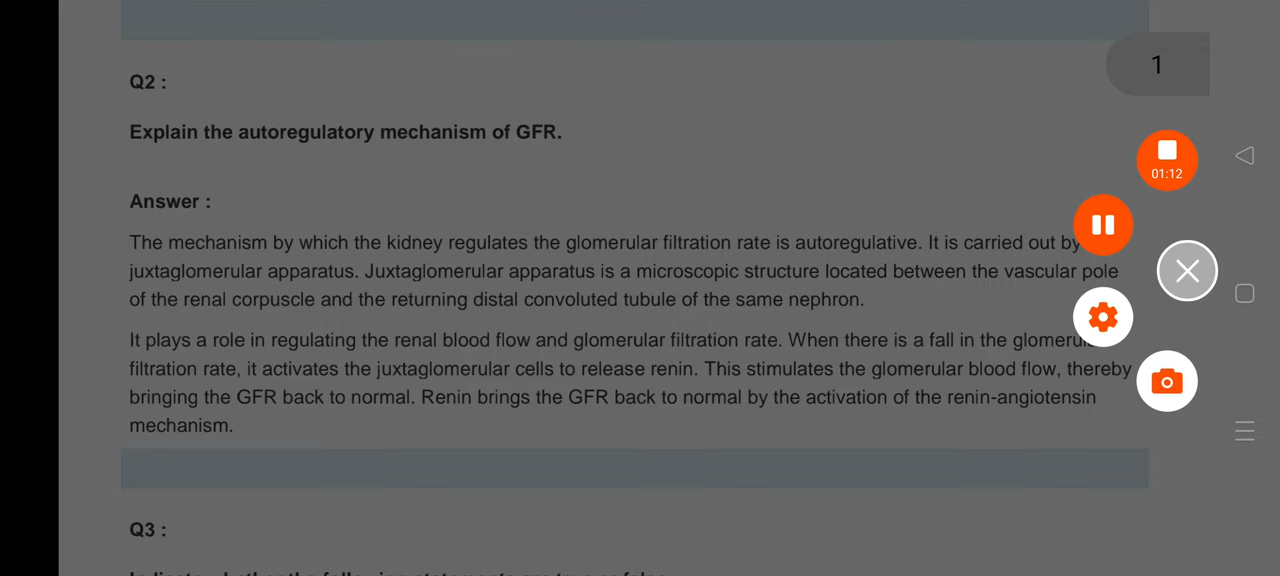 1
Q2 :
Explain the autoregulatory mechanism of GFR.
01:12
Answer :
The mechanism by which the kidney regulates the glomerular filtration rate is autoregulative. It is carried out by
juxtaglomerular apparatus. Juxtaglomerular apparatus is a microscopic structure located between the vascular pole
of the renal corpuscle and the returning distal convoluted tubule of the same nephron.
It plays a role in regulating the renal blood flow and glomerular filtration rate. When there is a fall in the
filtration rate, it activates the juxtaglomerular cells to release renin. This stimulates the glomerular blood flow, thereby
bringing the GFR back to normal. Renin brings the GFR back to normal by the activation of the renin-angiotensin
mechanism.
Q3 :